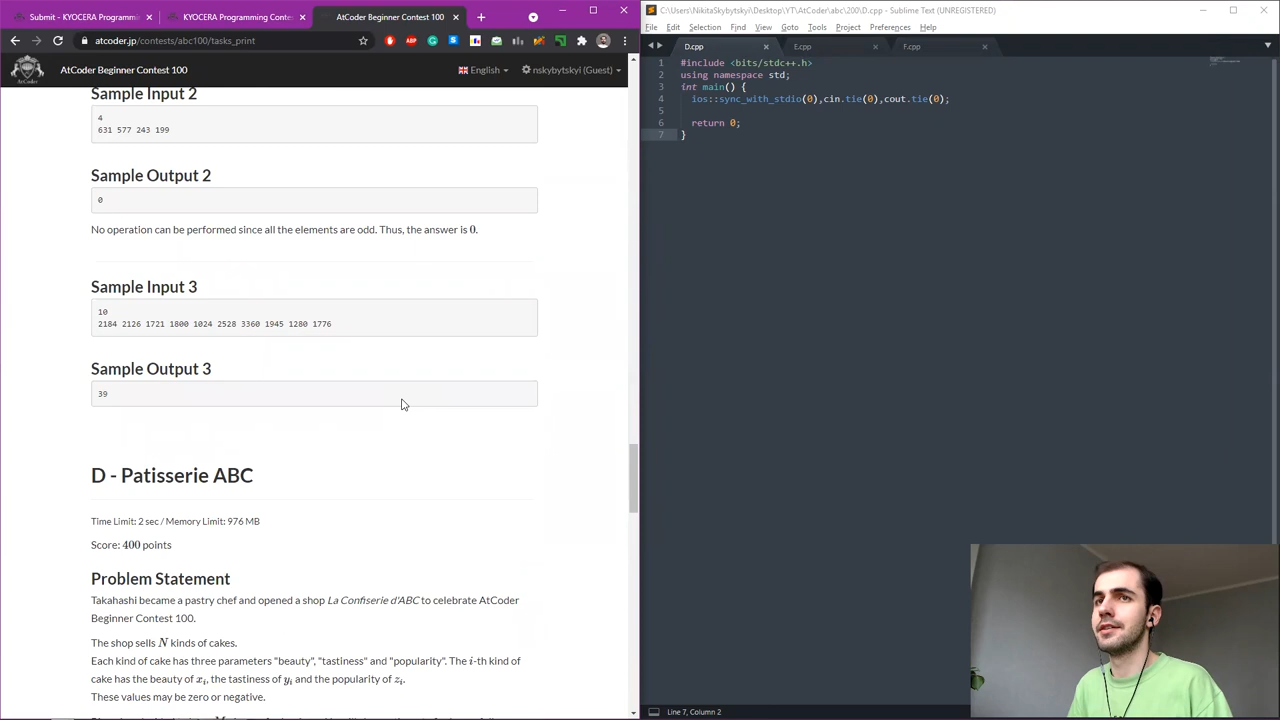 Submit - KYOCERA Programmi
KYOCERA Programming Conte
AtCoder Beginner Contest 100
atcoder.jp/contests/abc100/tasks_print
AtCoder Beginner Contest 100
English
nskybytskyi (Guest)
Sample Input 2
4
631 577 243 199
Sample Output 2
0
No operation can be performed since all the elements are odd. Thus, the answer is 0.
Sample Input 3
10
2184 2126 1721 1800 1024 2528 3360 1945 1280 1776
Sample Output 3
39
D - Patisserie ABC
Time Limit: 2 sec / Memory Limit: 976 MB
Score: 400 points
Problem Statement
Takahashi became a pastry chef and opened a shop La Confiserie d'ABC to celebrate AtCoder
Beginner Contest 100.
The shop sells N kinds of cakes.
Each kind of cake has three parameters "beauty", "tastiness" and "popularity". The i-th kind of
cake has the beauty of xi, the tastiness of yi and the popularity of zi.
These values may be zero or negative.
C:\Users\NikitaSkybytskyi\Desktop\YT\AtCoder\abc\200\D.cpp - Sublime Text (UNREGISTERED)
File Edit Selection Find View Goto Tools Project Preferences Help
D.cpp
E.cpp
F.cpp
1 #include <bits/stdc++.h>
2 using namespace std;
3 int main() {
4 ios::sync_with_stdio(0),cin.tie(0),cout.tie(0);
5
6 return 0;
7 }
Line 7, Column 2